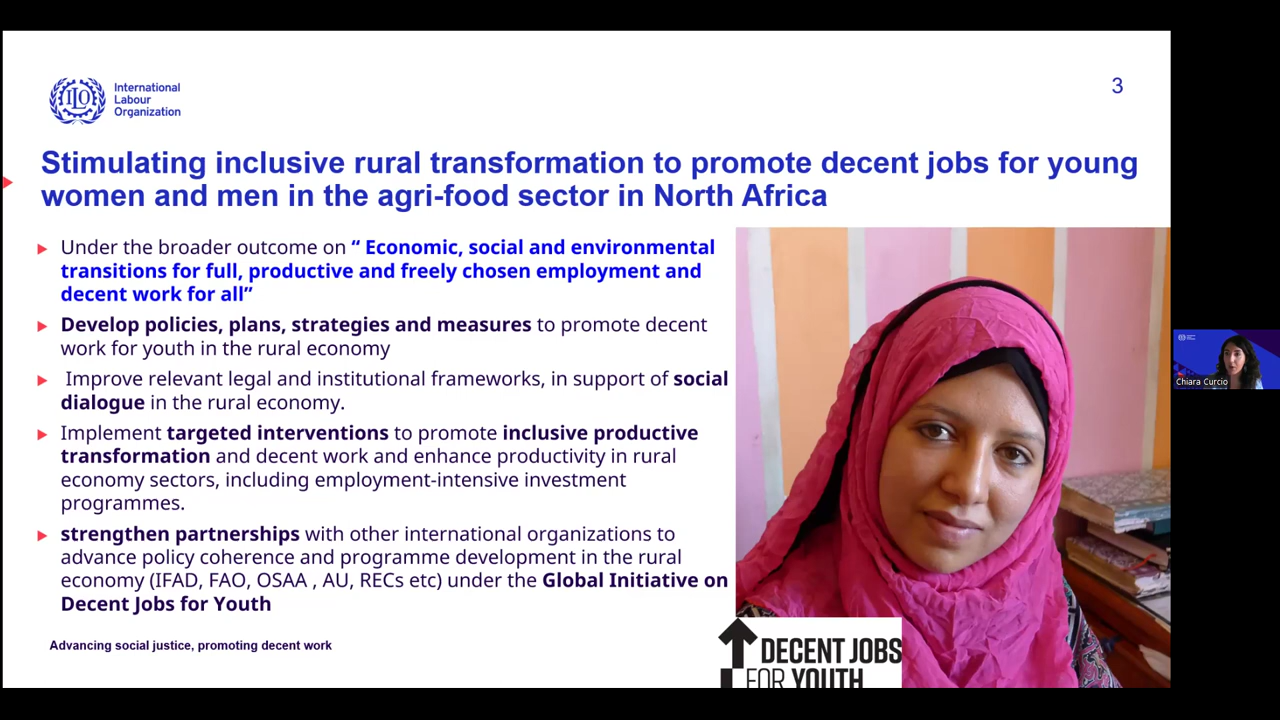 International
Labour
Organization
3
Stimulating inclusive rural transformation to promote decent jobs for young
women and men in the agri-food sector in North Africa
Under the broader outcome on “ Economic, social and environmental
transitions for full, productive and freely chosen employment and
decent work for all”
Develop policies, plans, strategies and measures to promote decent
work for youth in the rural economy
Improve relevant legal and institutional frameworks, in support of social
dialogue in the rural economy.
Implement targeted interventions to promote inclusive productive
transformation and decent work and enhance productivity in rural
economy sectors, including employment-intensive investment
programmes.
strengthen partnerships with other international organizations to
advance policy coherence and programme development in the rural
economy (IFAD, FAO, OSAA , AU, RECs etc) under the Global Initiative on
Decent Jobs for Youth
Advancing social justice, promoting decent work
DECENT JOBS
FOR YOUTH
Chiara Curcio